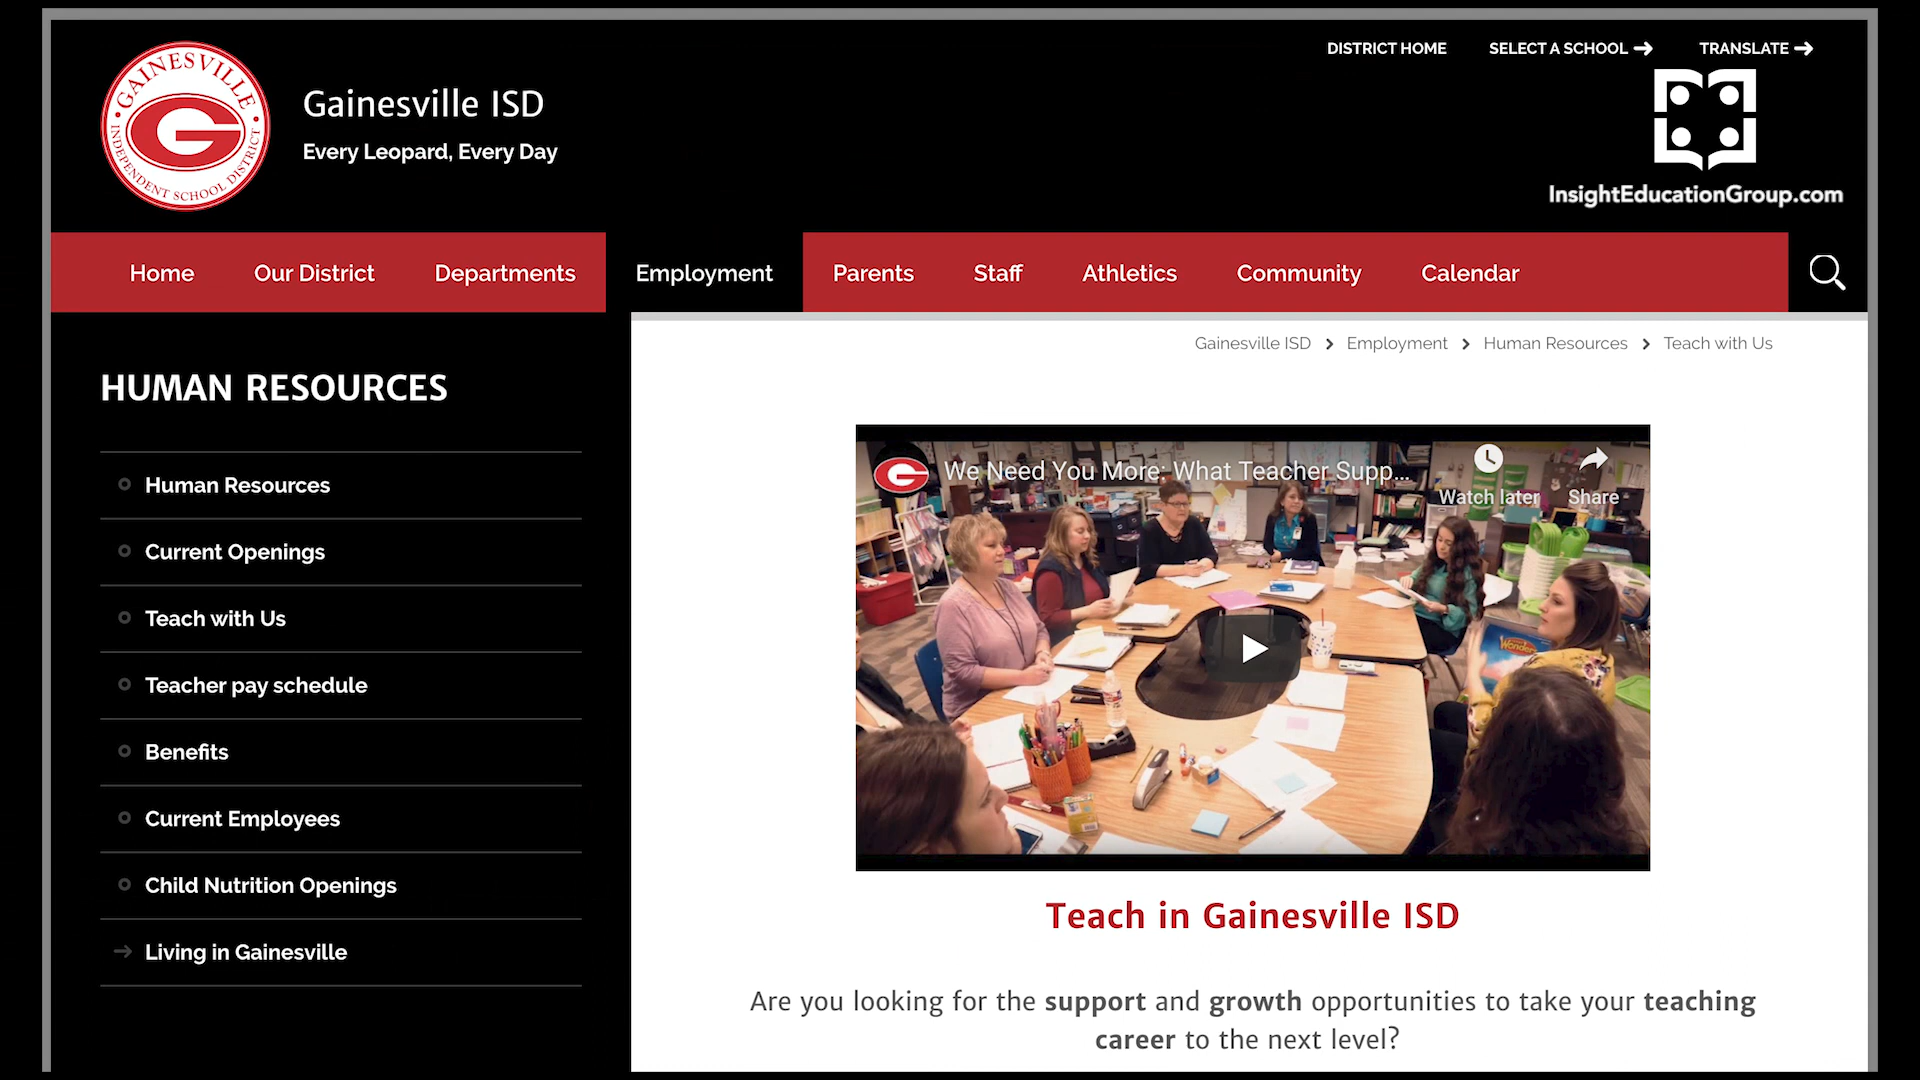 GAINESVILLE
INDEPENDENT SCHOOL DISTRICT
G
Gainesville ISD
Every Leopard, Every Day
DISTRICT HOME
SELECT A SCHOOL
TRANSLATE
InsightEducationGroup.com
Home
Our District
Departments
Employment
Parents
Staff
Athletics
Community
Calendar
HUMAN RESOURCES
Human Resources
Current Openings
Teach with Us
Teacher pay schedule
Benefits
Current Employees
Child Nutrition Openings
Living in Gainesville
Gainesville ISD > Employment > Human Resources > Teach with Us
G
We Need You More: What Teacher Supp...
Watch later
Share
Wonder
Teach in Gainesville ISD
Are you looking for the support and growth opportunities to take your teaching
career to the next level?